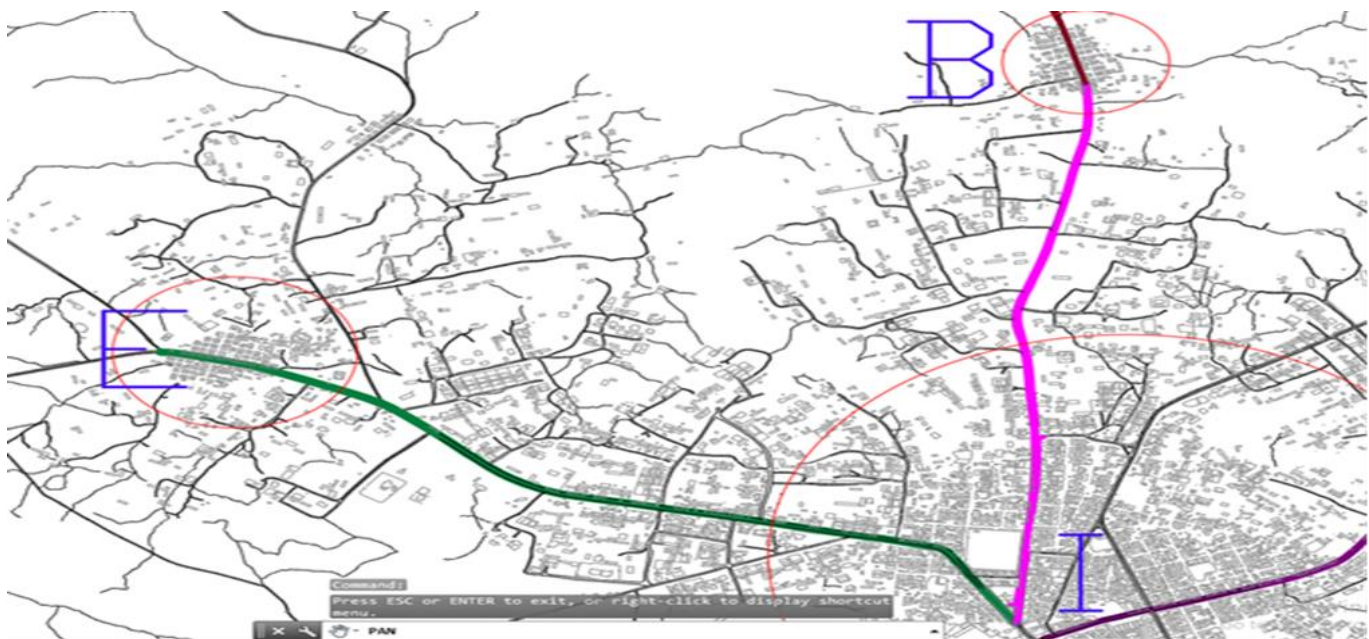 B
E
I
Command:
Press ESC or ENTER to exit, or right-click to display shortcut
menu.
PAN